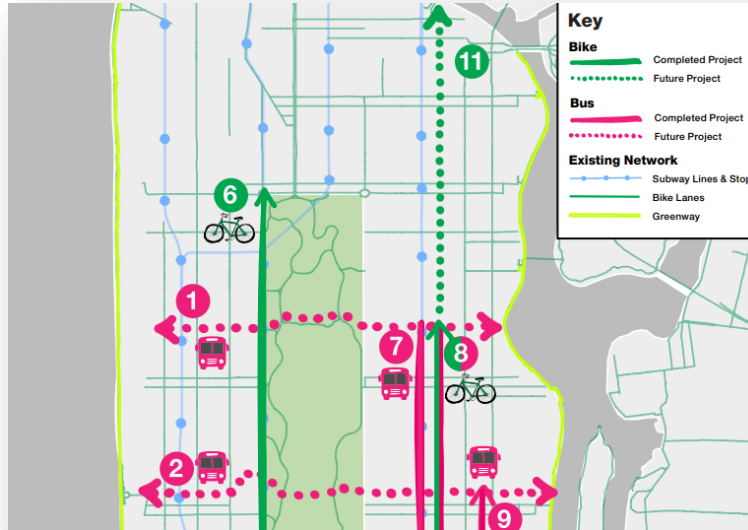 Key
Bike
Completed Project
Future Project
Bus
Completed Project
Future Project
Existing Network
Subway Lines & Stop
Bike Lanes
Greenway
11
6
1
7
8
2
9